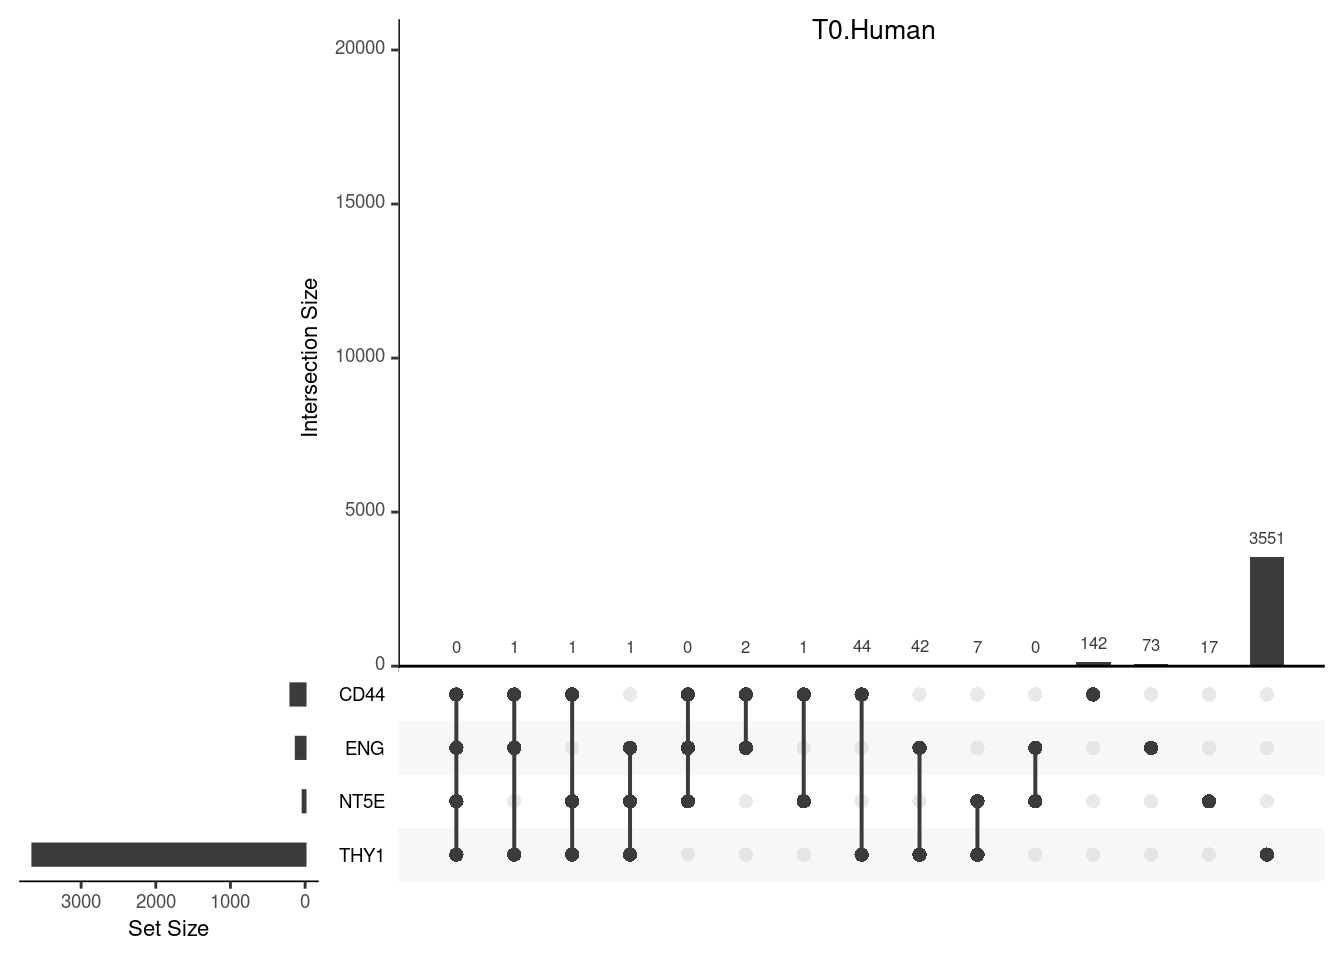 T0.Human
20000
15000
10000
5000
0
Intersection Size
0 1 1 1 0 2 1 44 42 7 0 142 73 17 3551
CD44
ENG
NT5E
THY1
3000 2000 1000 0
Set Size